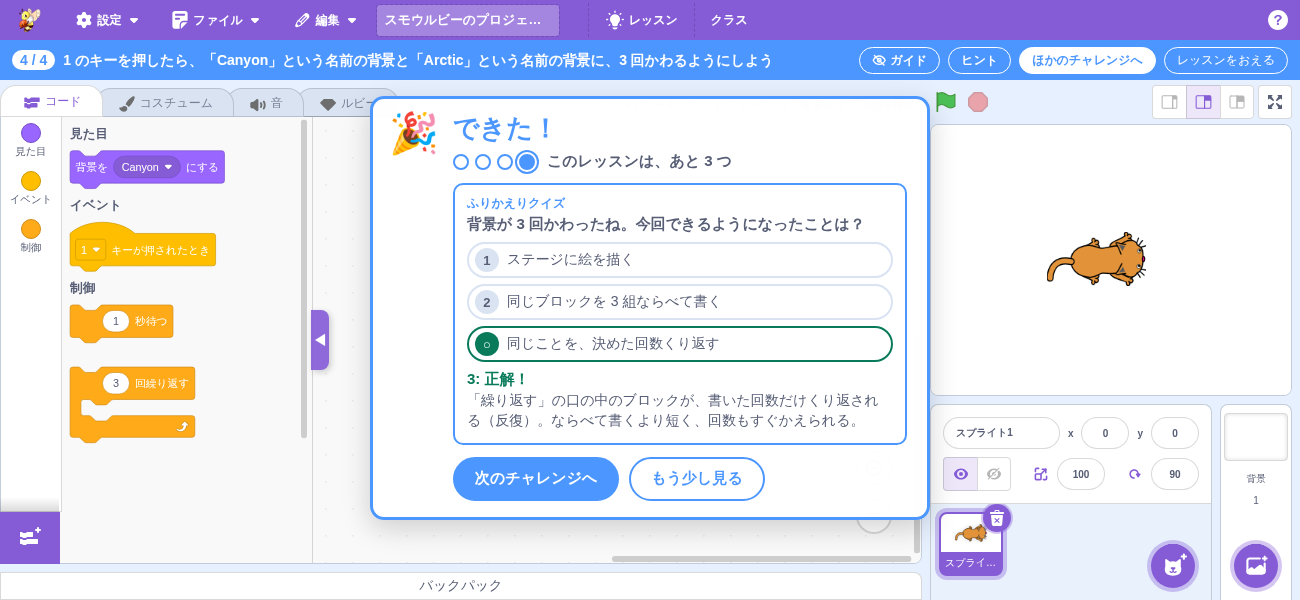 設定
ファイル
編集
スモウルビーのプロジェ…
レッスン
クラス
?
4 / 4
1 のキーを押したら、「Canyon」という名前の背景と「Arctic」という名前の背景に、3 回かわるようにしよう
ガイド
ヒント
ほかのチャレンジへ
レッスンをおえる
コード
コスチューム
音
ルビー
見た目
イベント
制御
見た目
背景を Canyon にする
イベント
1 キーが押されたとき
制御
1 秒待つ
3 回繰り返す
できた！
このレッスンは、あと 3 つ
ふりかえりクイズ
背景が 3 回かわったね。今回できるようになったことは？
1 ステージに絵を描く
2 同じブロックを 3 組ならべて書く
○ 同じことを、決めた回数くり返す
3: 正解！
「繰り返す」の口の中のブロックが、書いた回数だけくり返され
る（反復）。ならべて書くより短く、回数もすぐかえられる。
次のチャレンジへ
もう少し見る
スプライト1
x 0
y 0
100
90
スプライ…
背景
1
バックパック